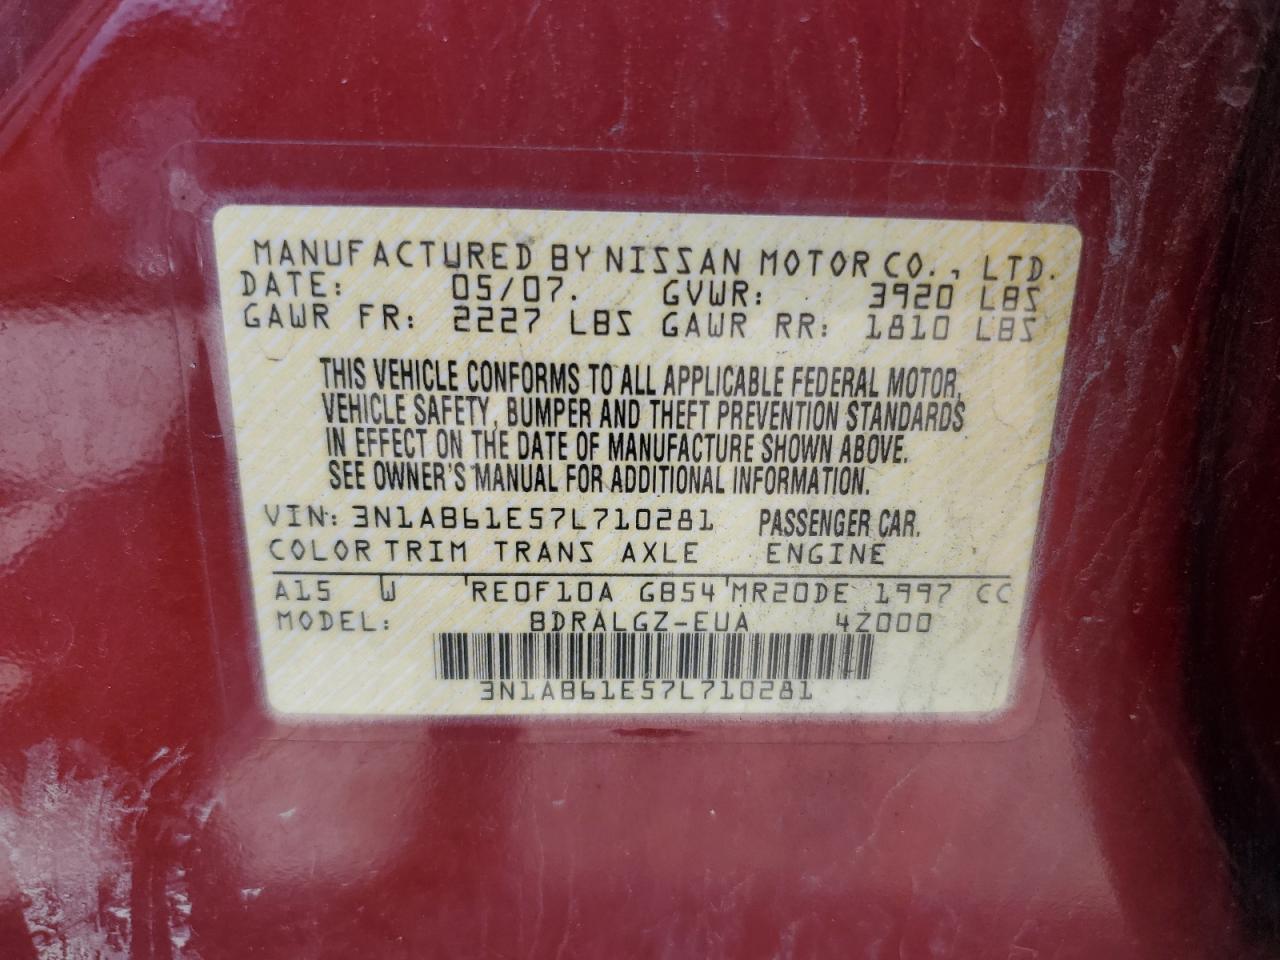 MANUFACTURED BY NISSAN MOTOR CO., LTD.
DATE: 05/07. GVWR: 3920 LBS
GAWR FR: 2227 LBS GAWR RR: 1810 LBS
THIS VEHICLE CONFORMS TO ALL APPLICABLE FEDERAL MOTOR,
VEHICLE SAFETY, BUMPER AND THEFT PREVENTION STANDARDS
IN EFFECT ON THE DATE OF MANUFACTURE SHOWN ABOVE.
SEE OWNER'S MANUAL FOR ADDITIONAL INFORMATION.
VIN: 3N1AB61E57L710281 PASSENGER CAR.
COLOR TRIM TRANS AXLE ENGINE
A15 W RE0F10A GB54 MR20DE 1997 CC
MODEL: BDRALGZ-EUA 4Z000
3N1AB61E57L710281